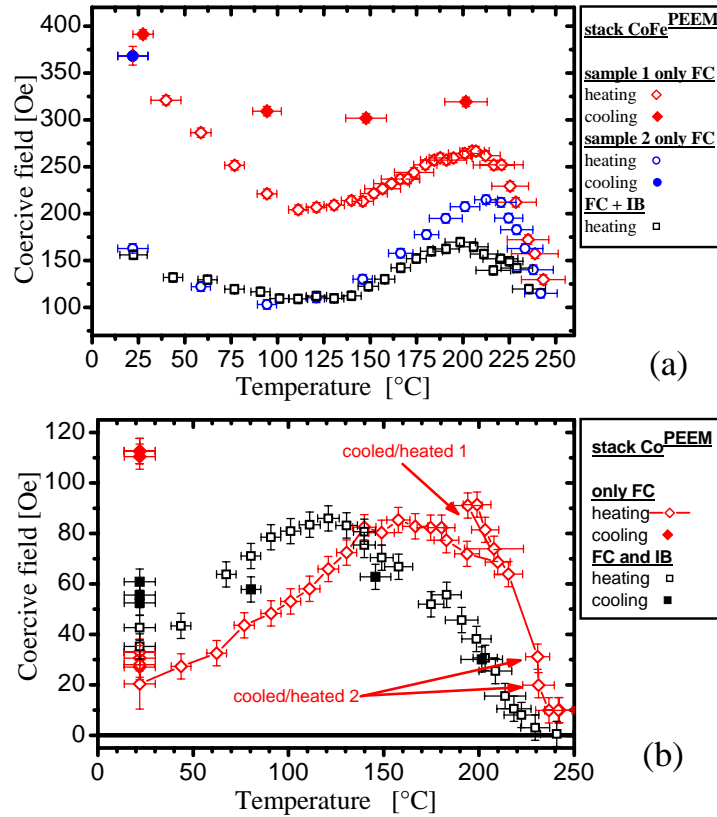 400
350
300
250
200
150
100
Coercive field [Oe]
0 25 50 75 100 125 150 175 200 225 250
Temperature [°C]
(a)
stack CoFe PEEM
sample 1 only FC
heating
cooling
sample 2 only FC
heating
cooling
FC + IB
heating
120
100
80
60
40
20
0
Coercive field [Oe]
cooled/heated 1
cooled/heated 2
0 50 100 150 200 250
Temperature [°C]
(b)
stack Co PEEM
only FC
heating
cooling
FC and IB
heating
cooling